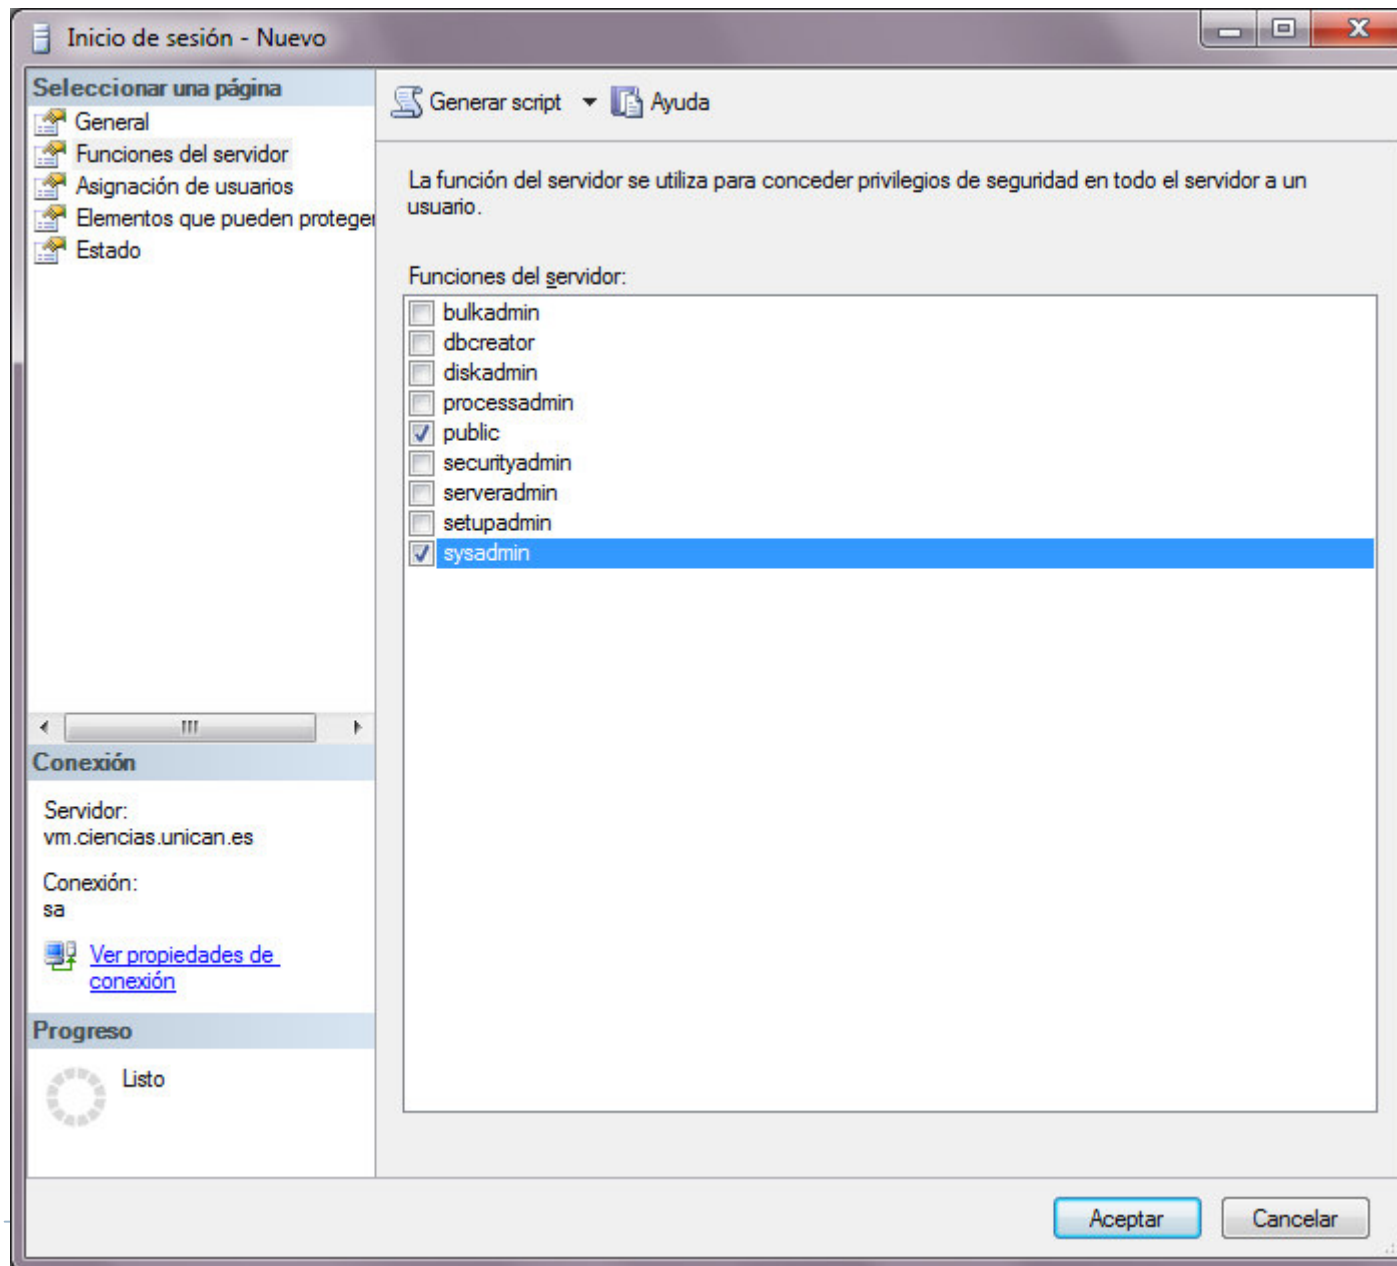 Inicio de sesión - Nuevo
Seleccionar una página
General
Funciones del servidor
Asignación de usuarios
Elementos que pueden proteger
Estado
Generar script
Ayuda
La función del servidor se utiliza para conceder privilegios de seguridad en todo el servidor a un
usuario.
Funciones del servidor:
bulkadmin
dbcreator
diskadmin
processadmin
public
securityadmin
serveradmin
setupadmin
sysadmin
Conexión
Servidor:
vm.ciencias.unican.es
Conexión:
sa
Ver propiedades de
conexión
Progreso
Listo
Aceptar
Cancelar